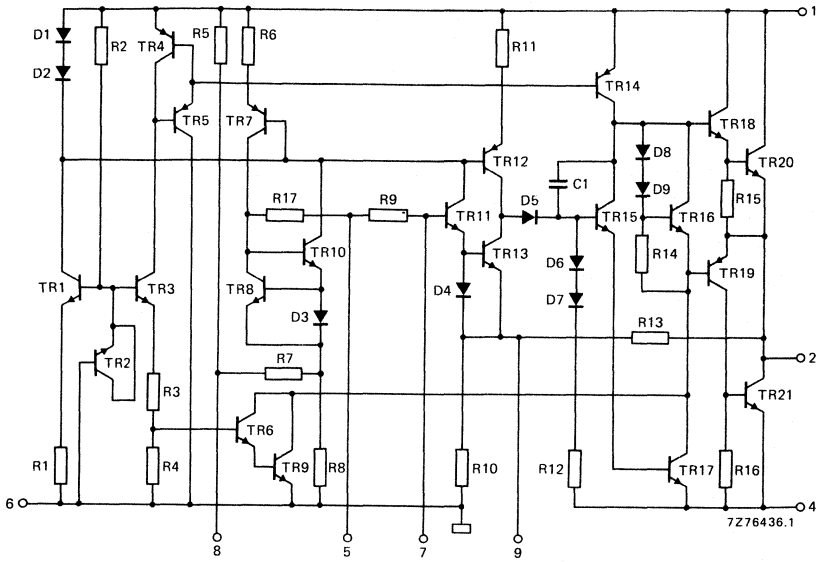 1
D1
R2
TR4
R5
R6
R11
D2
TR14
TR5
TR7
TR18
D8
TR12
TR20
C1
D9
R17
R9
D5
R15
TR11
TR15
TR16
TR10
TR13
R14
D6
TR19
TR1
TR3
TR8
D4
D7
D3
R13
TR2
R7
2
R3
TR21
TR6
R1
R4
TR9
R8
R10
R12
TR17
R16
6
4
7Z76436.1
8
5
7
9